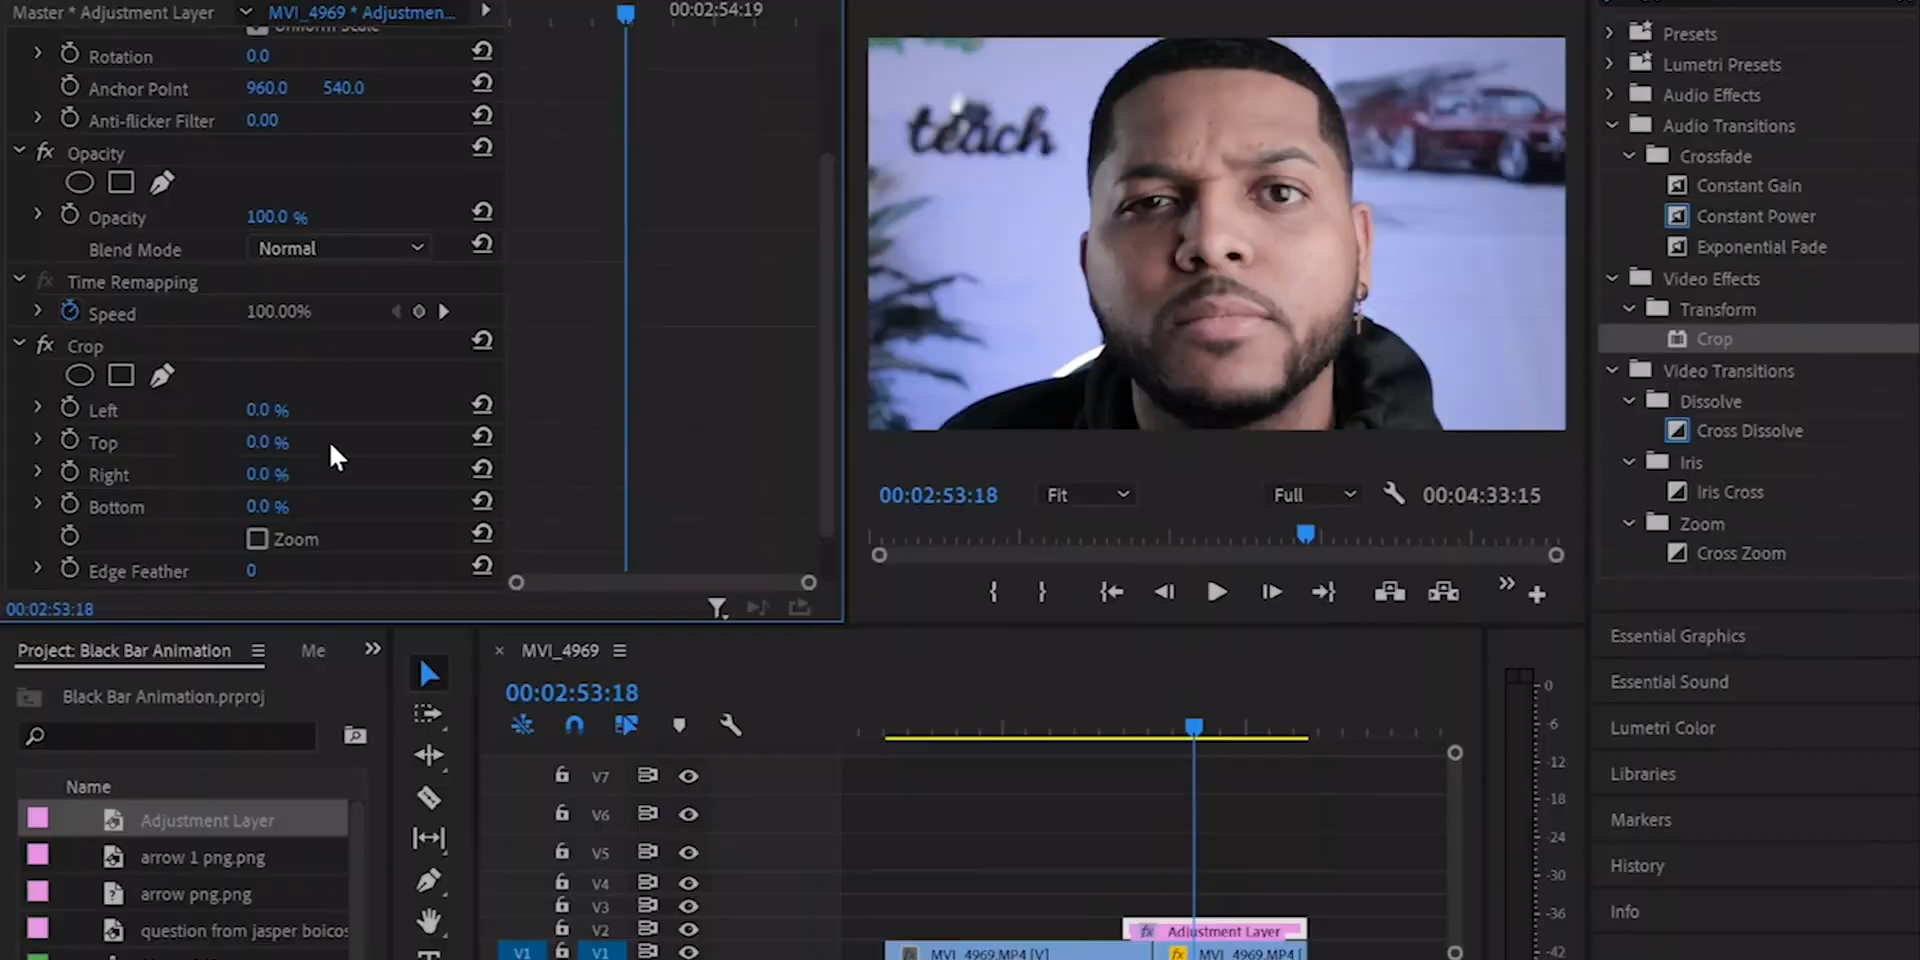 Master * Adjustment Layer
MVI_4969 * Adjustmen...
00:02:54:19
Uniform Scale
Rotation 0.0
Anchor Point 960.0 540.0
Anti-flicker Filter 0.00
fx Opacity
Opacity 100.0 %
Blend Mode Normal
fx Time Remapping
Speed 100.00%
fx Crop
Left 0.0 %
Top 0.0 %
Right 0.0 %
Bottom 0.0 %
Zoom
Edge Feather 0
00:02:53:18
teach
00:02:53:18 Fit Full 00:04:33:15
Presets
Lumetri Presets
Audio Effects
Audio Transitions
Crossfade
Constant Gain
Constant Power
Exponential Fade
Video Effects
Transform
Crop
Video Transitions
Dissolve
Cross Dissolve
Iris
Iris Cross
Zoom
Cross Zoom
Essential Graphics
Essential Sound
Lumetri Color
Libraries
Markers
History
Info
Project: Black Bar Animation Me
Black Bar Animation.prproj
Name
Adjustment Layer
arrow 1 png.png
arrow png.png
question from jasper boicos
MVI_4969
00:02:53:18
V7
V6
V5
V4
V3
V2
V1 V1
fx Adjustment Layer
MVI_4969.MP4 [V]
fx MVI_4969.MP4 [
0
-6
-12
-18
-24
-30
-36
-42